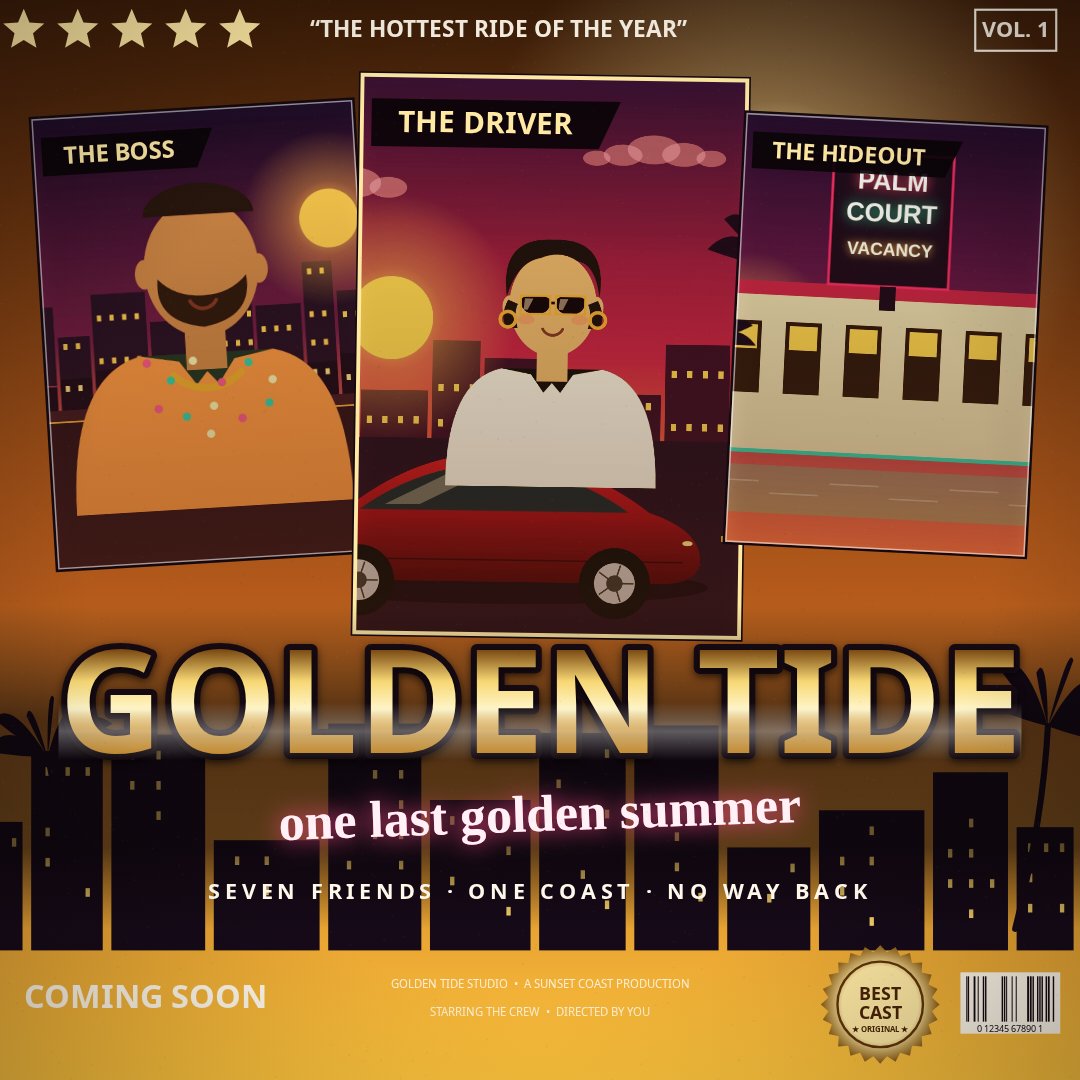 “THE HOTTEST RIDE OF THE YEAR”
VOL. 1
THE BOSS
THE DRIVER
THE HIDEOUT
PALM
COURT
VACANCY
GOLDEN TIDE
one last golden summer
SEVEN FRIENDS · ONE COAST · NO WAY BACK
COMING SOON
GOLDEN TIDE STUDIO • A SUNSET COAST PRODUCTION
STARRING THE CREW • DIRECTED BY YOU
BEST
CAST
★ ORIGINAL ★
0 12345 67890 1